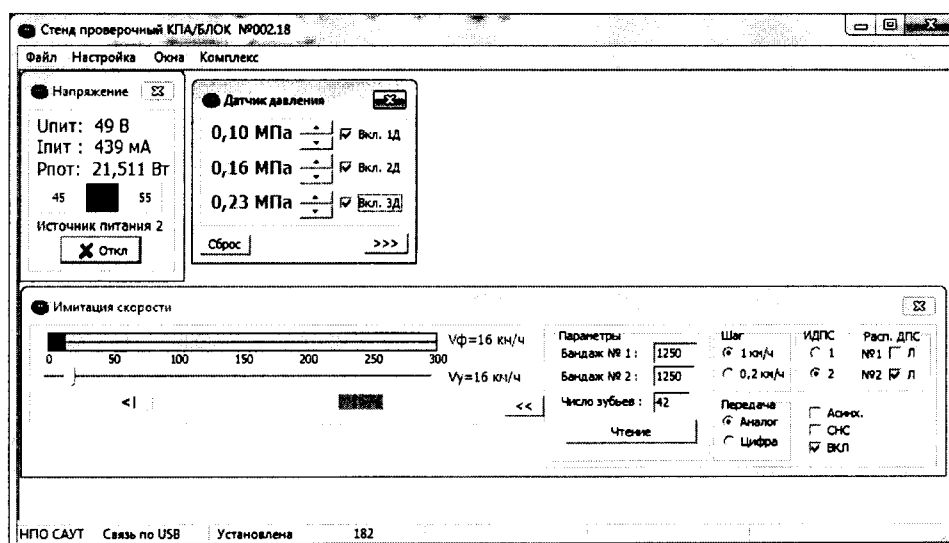 Стенд проверочный КПА/БЛОК №002.18
Файл Настройка Окна Комплекс
Напряжение
Uпит: 49 В
Iпит : 439 мА
Pпот: 21,511 Вт
45 55
Источник питания 2
Откл
Датчик давления
0,10 МПа Вкл. 1Д
0,16 МПа Вкл. 2Д
0,23 МПа Вкл. 3Д
Сброс >>>
Имитация скорости
0 50 100 150 200 250 300
Vф=16 км/ч
Vу=16 км/ч
<|
<<
Параметры
Бандаж № 1 : 1250
Бандаж № 2 : 1250
Число зубьев : 42
Чтение
Шаг
1 км/ч
0,2 км/ч
ИДПС
1
2
Расп. ДПС
№1 Л
№2 Л
Передача
Аналог
Цифра
Асинх.
СНС
ВКЛ
НПО САУТ Связь по USB Установлена 182